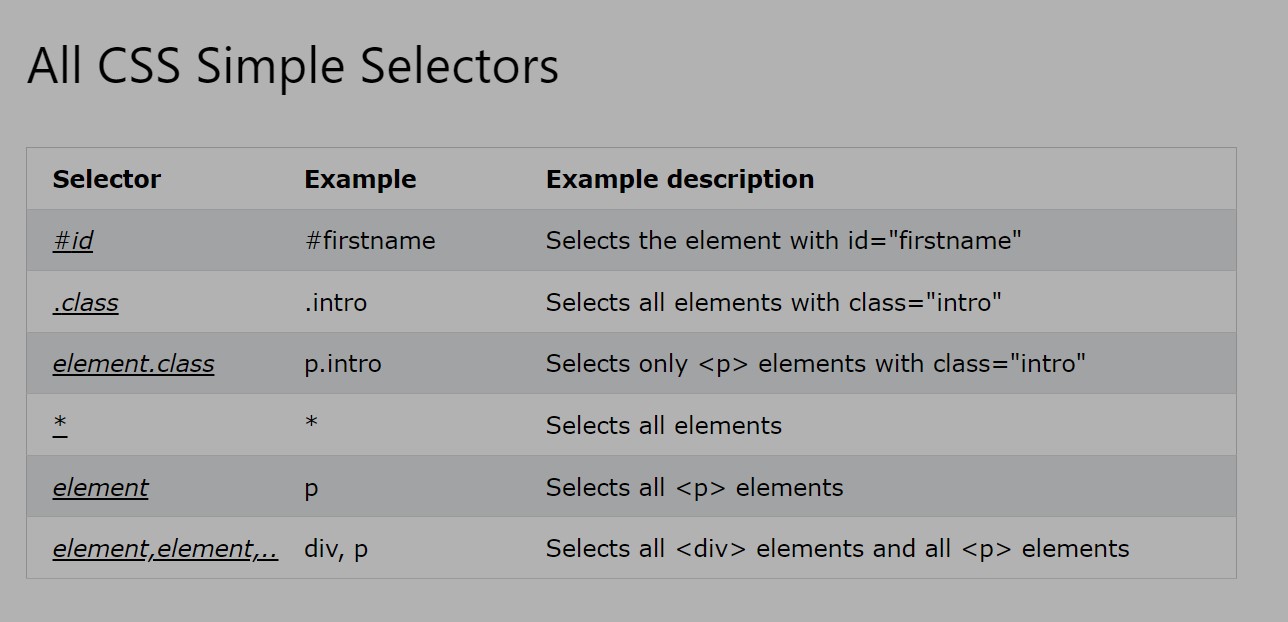 All CSS Simple Selectors
Selector Example Example description
#id #firstname Selects the element with id="firstname"
.class .intro Selects all elements with class="intro"
element.class p.intro Selects only <p> elements with class="intro"
* * Selects all elements
element p Selects all <p> elements
element,element,.. div, p Selects all <div> elements and all <p> elements